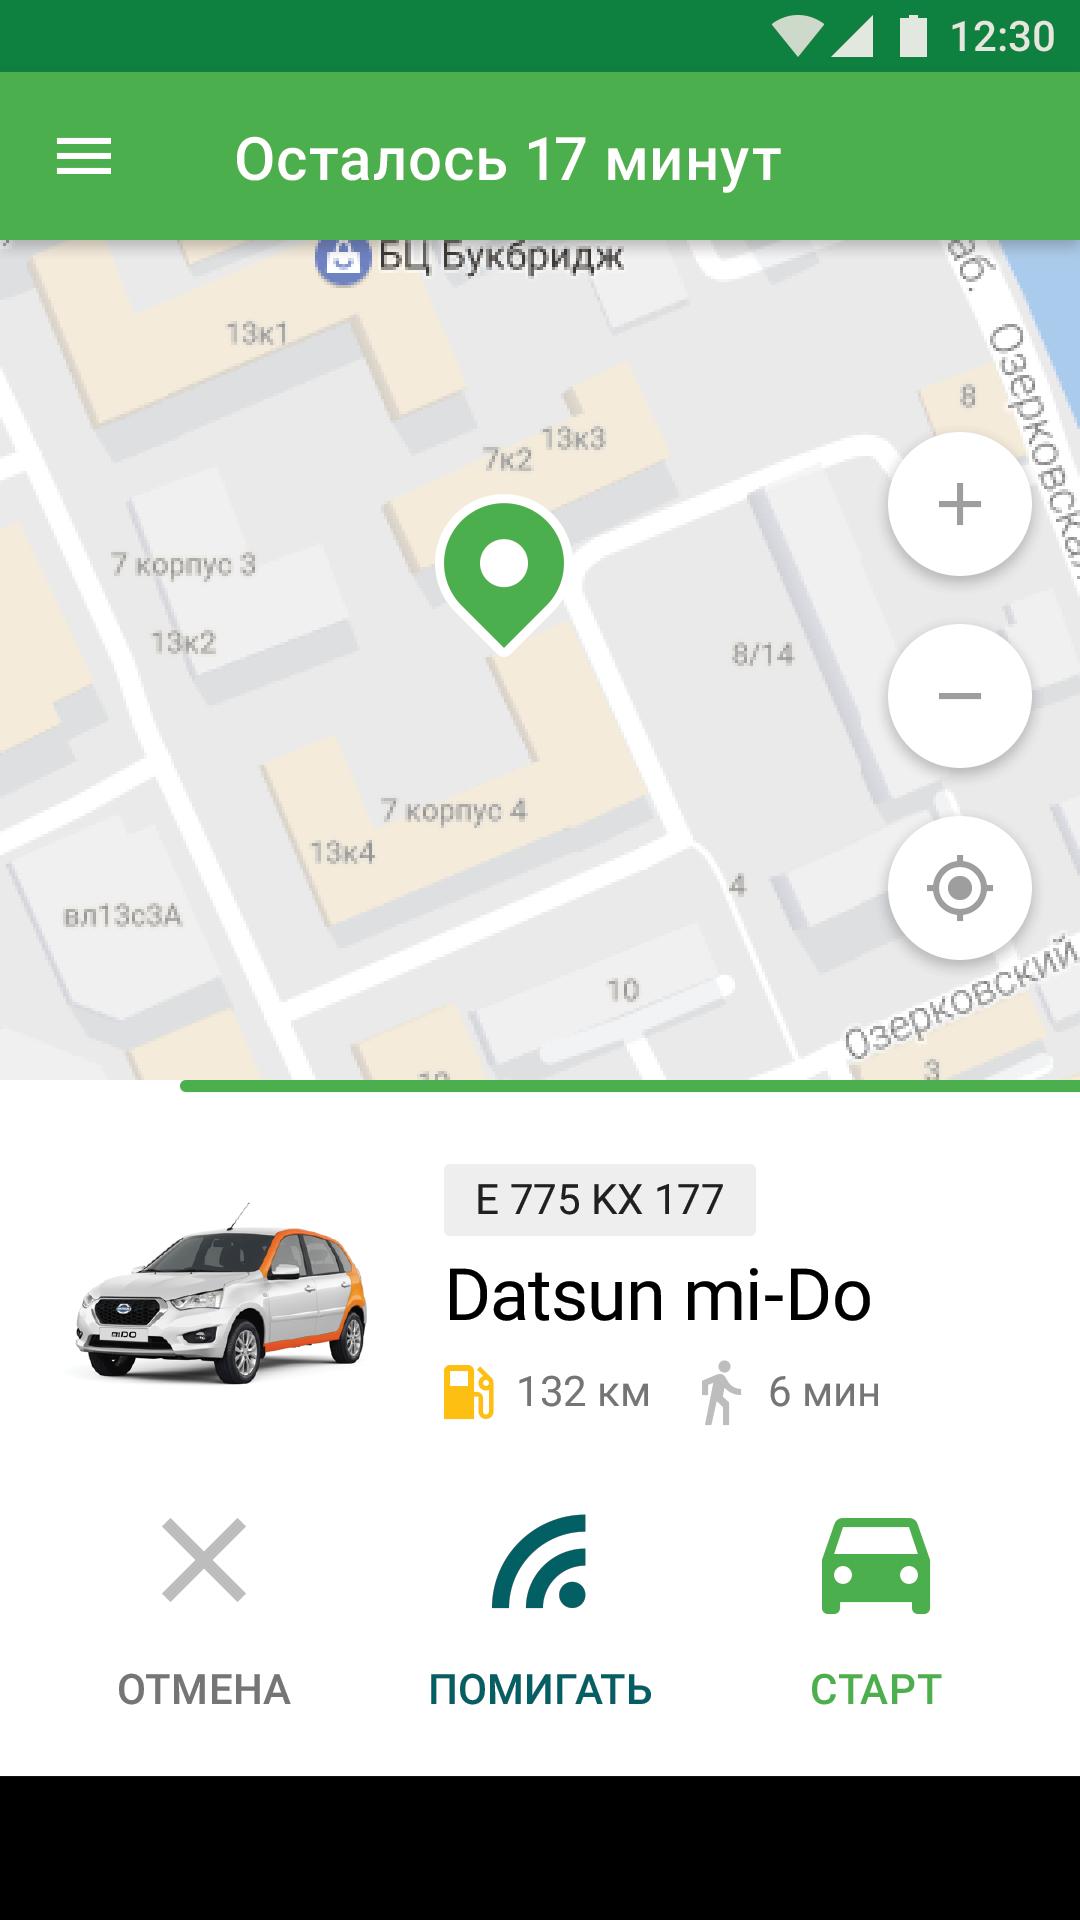 12:30
Осталось 17 минут
БЦ Букбридж
наб.
Озерковская
13к1
8
13к3
7к2
7 корпус 3
13к2
8/14
7 корпус 4
13к4
4
вл13с3А
10
Озерковский
3
E 775 KX 177
Datsun mi-Do
miDO
132 км
6 мин
ОТМЕНА
ПОМИГАТЬ
СТАРТ